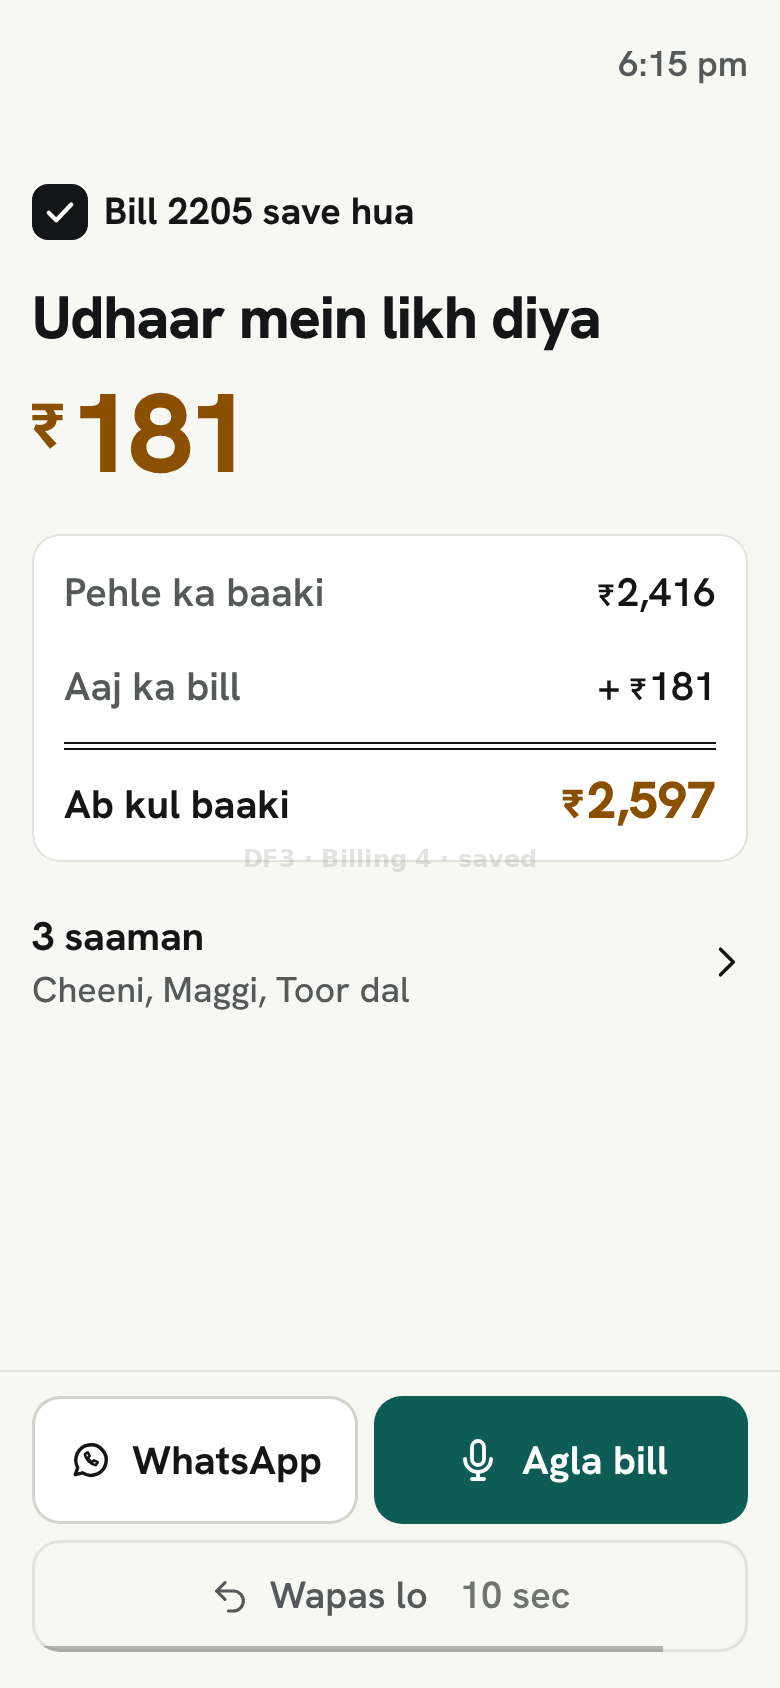 6:15 pm
Bill 2205 save hua
Udhaar mein likh diya
₹181
Pehle ka baaki ₹2,416
Aaj ka bill + ₹181
Ab kul baaki ₹2,597
DF3 · Billing 4 · saved
3 saaman
Cheeni, Maggi, Toor dal
WhatsApp Agla bill
Wapas lo 10 sec